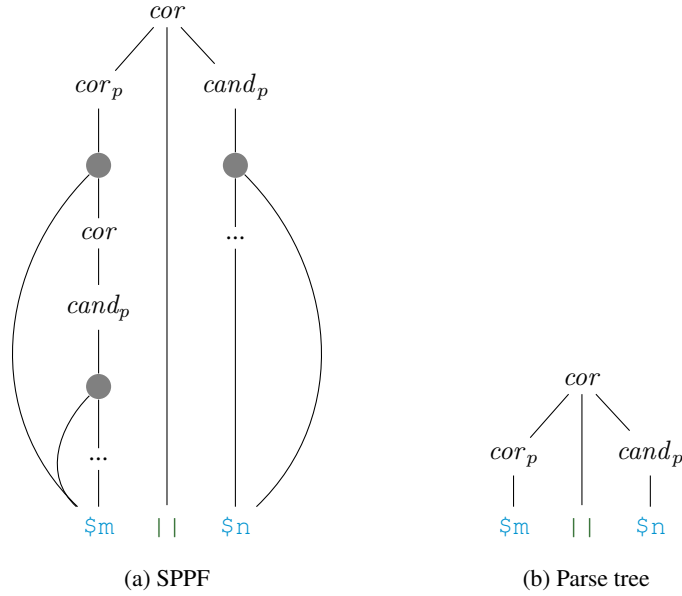 cor
cor_p cand_p
cor ...
cand_p
cor
... cor_p cand_p
$m || $n $m || $n
(a) SPPF (b) Parse tree